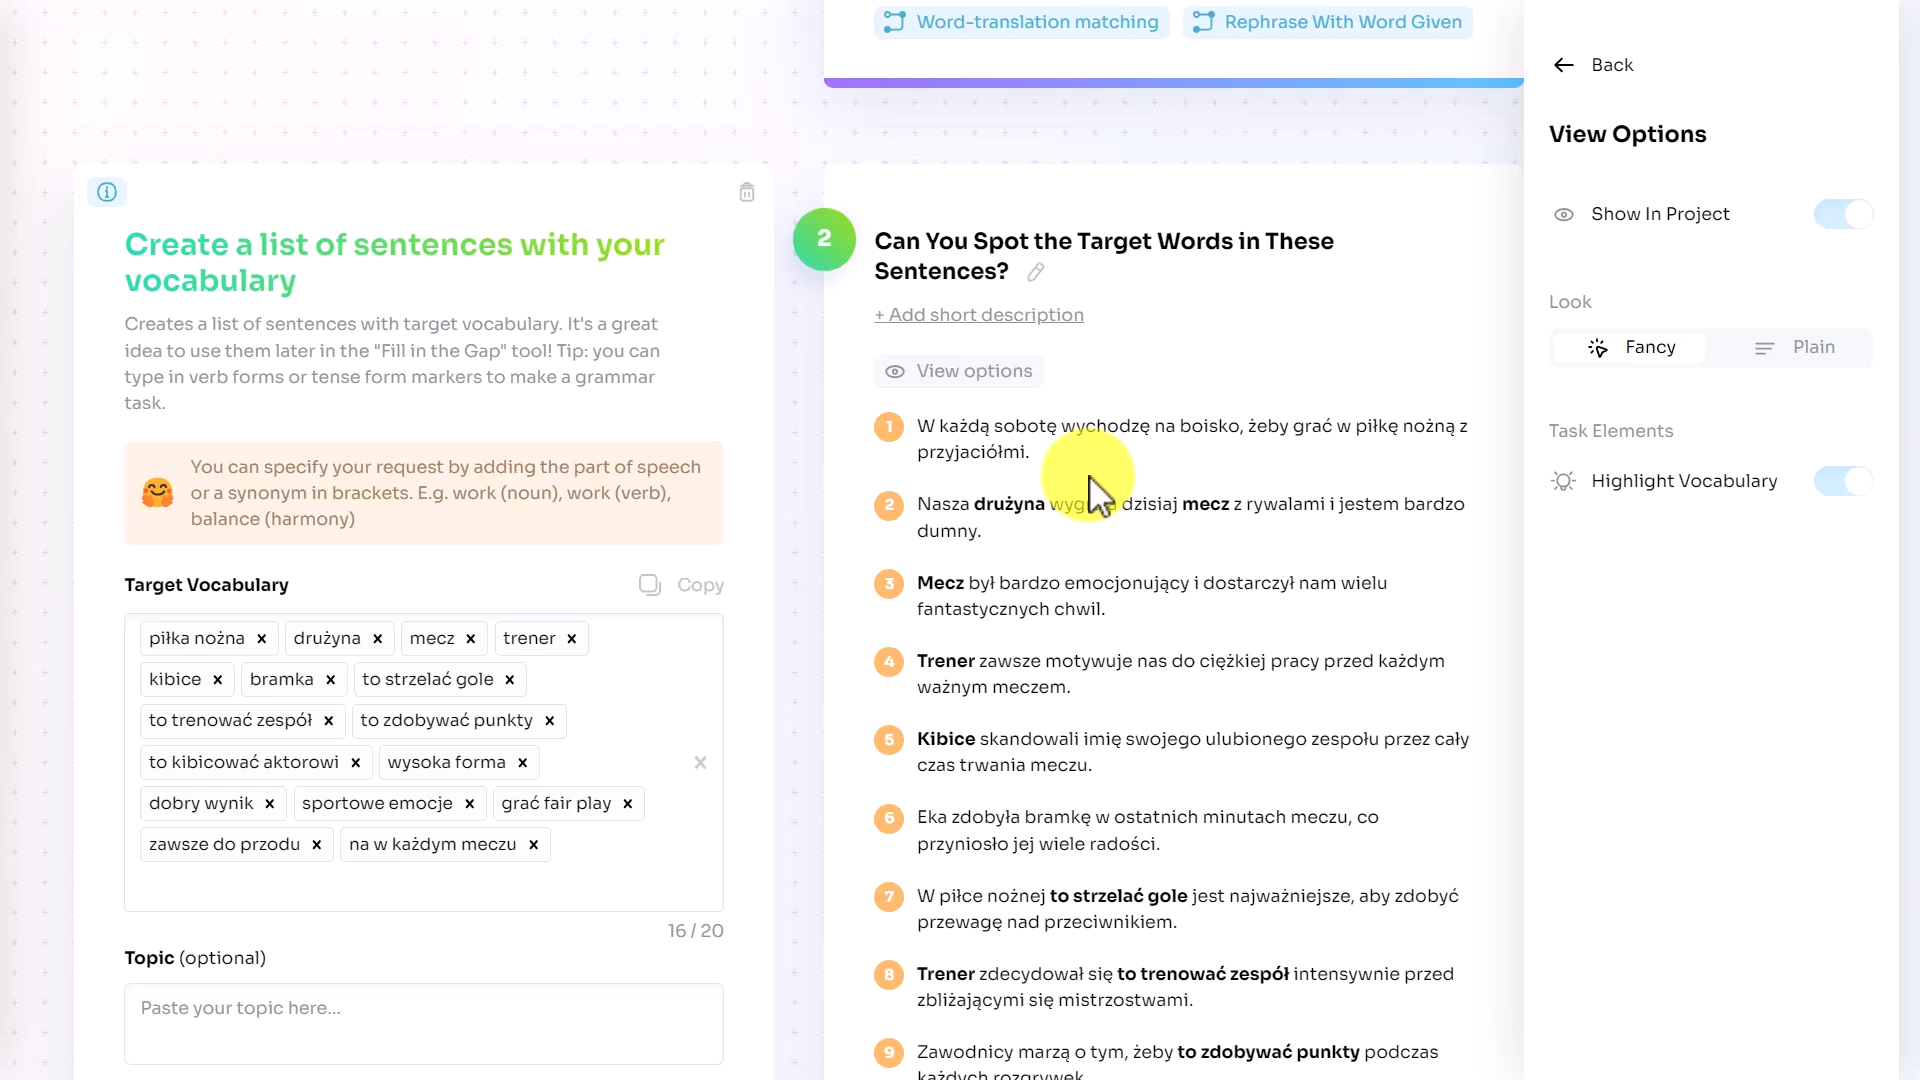 Word-translation matching
Rephrase With Word Given
Back
View Options
Show In Project
Look
Fancy
Plain
Task Elements
Highlight Vocabulary
Create a list of sentences with your
vocabulary
Creates a list of sentences with target vocabulary. It's a great
idea to use them later in the "Fill in the Gap" tool! Tip: you can
type in verb forms or tense form markers to make a grammar
task.
You can specify your request by adding the part of speech
or a synonym in brackets. E.g. work (noun), work (verb),
balance (harmony)
Target Vocabulary
Copy
piłka nożna x drużyna x mecz x trener x
kibice x bramka x to strzelać gole x
to trenować zespół x to zdobywać punkty x
to kibicować aktorowi x wysoka forma x
dobry wynik x sportowe emocje x grać fair play x
zawsze do przodu x na w każdym meczu x
16 / 20
Topic (optional)
Paste your topic here...
2
Can You Spot the Target Words in These
Sentences?
+ Add short description
View options
1 W każdą sobotę wychodzę na boisko, żeby grać w piłkę nożną z
przyjaciółmi.
2 Nasza drużyna dzisiaj mecz z rywalami i jestem bardzo
dumny.
3 Mecz był bardzo emocjonujący i dostarczył nam wielu
fantastycznych chwil.
4 Trener zawsze motywuje nas do ciężkiej pracy przed każdym
ważnym meczem.
5 Kibice skandowali imię swojego ulubionego zespołu przez cały
czas trwania meczu.
6 Eka zdobyła bramkę w ostatnich minutach meczu, co
przyniosło jej wiele radości.
7 W piłce nożnej to strzelać gole jest najważniejsze, aby zdobyć
przewagę nad przeciwnikiem.
8 Trener zdecydował się to trenować zespół intensywnie przed
zbliżającymi się mistrzostwami.
9 Zawodnicy marzą o tym, żeby to zdobywać punkty podczas
każdych rozgrywek